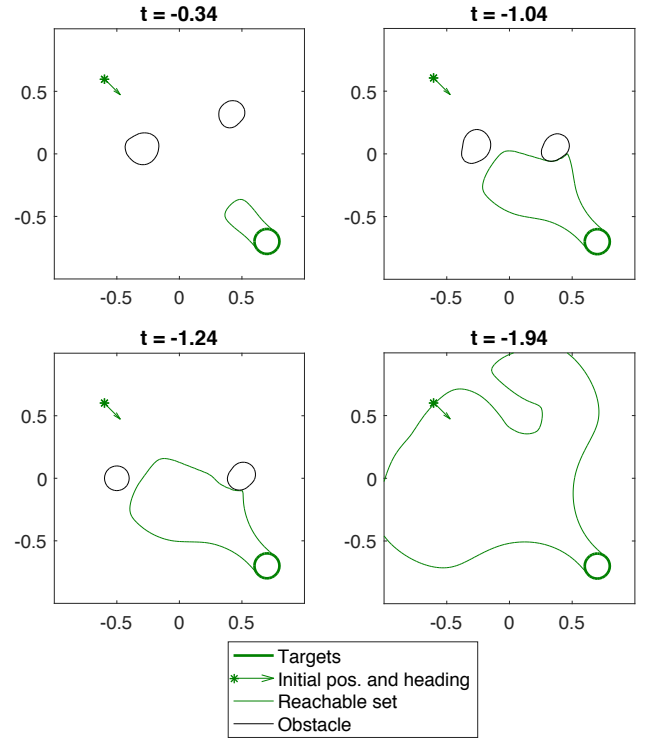 t = -0.34
t = -1.04
0.5
0
-0.5
-0.5 0 0.5
0.5
0
-0.5
-0.5 0 0.5
t = -1.24
t = -1.94
0.5
0
-0.5
-0.5 0 0.5
0.5
0
-0.5
-0.5 0 0.5
Targets
Initial pos. and heading
Reachable set
Obstacle